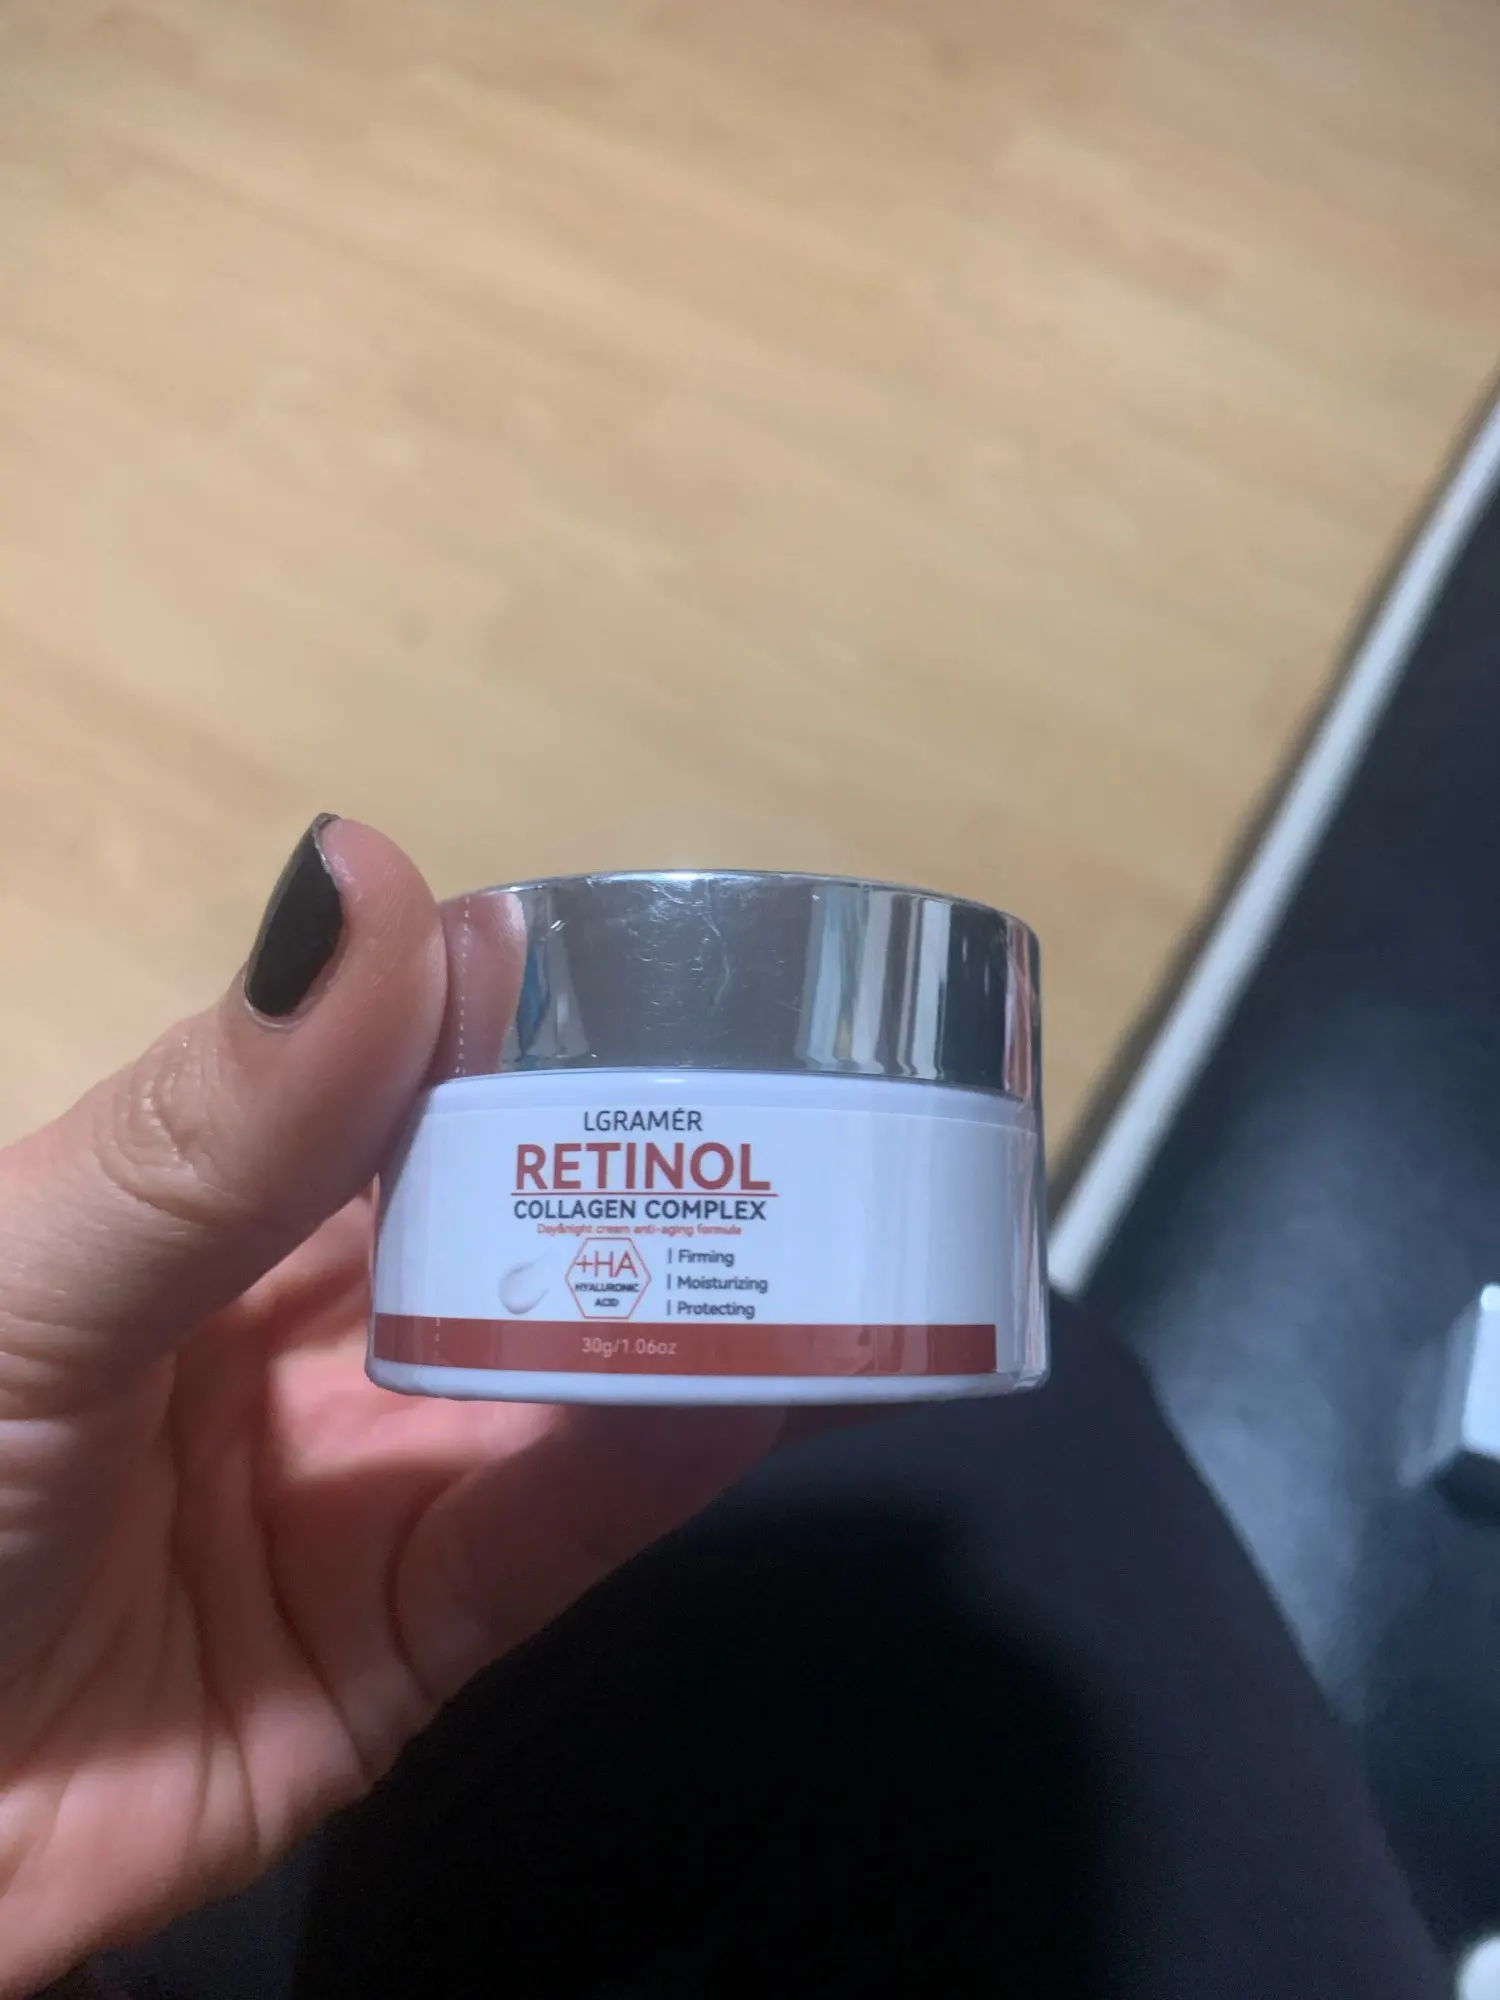 LGRAMÉR
RETINOL
COLLAGEN COMPLEX
Day&night cream anti-aging formula
+HA
HYALURONIC
ACID
| Firming
| Moisturizing
| Protecting
30g/1.06oz